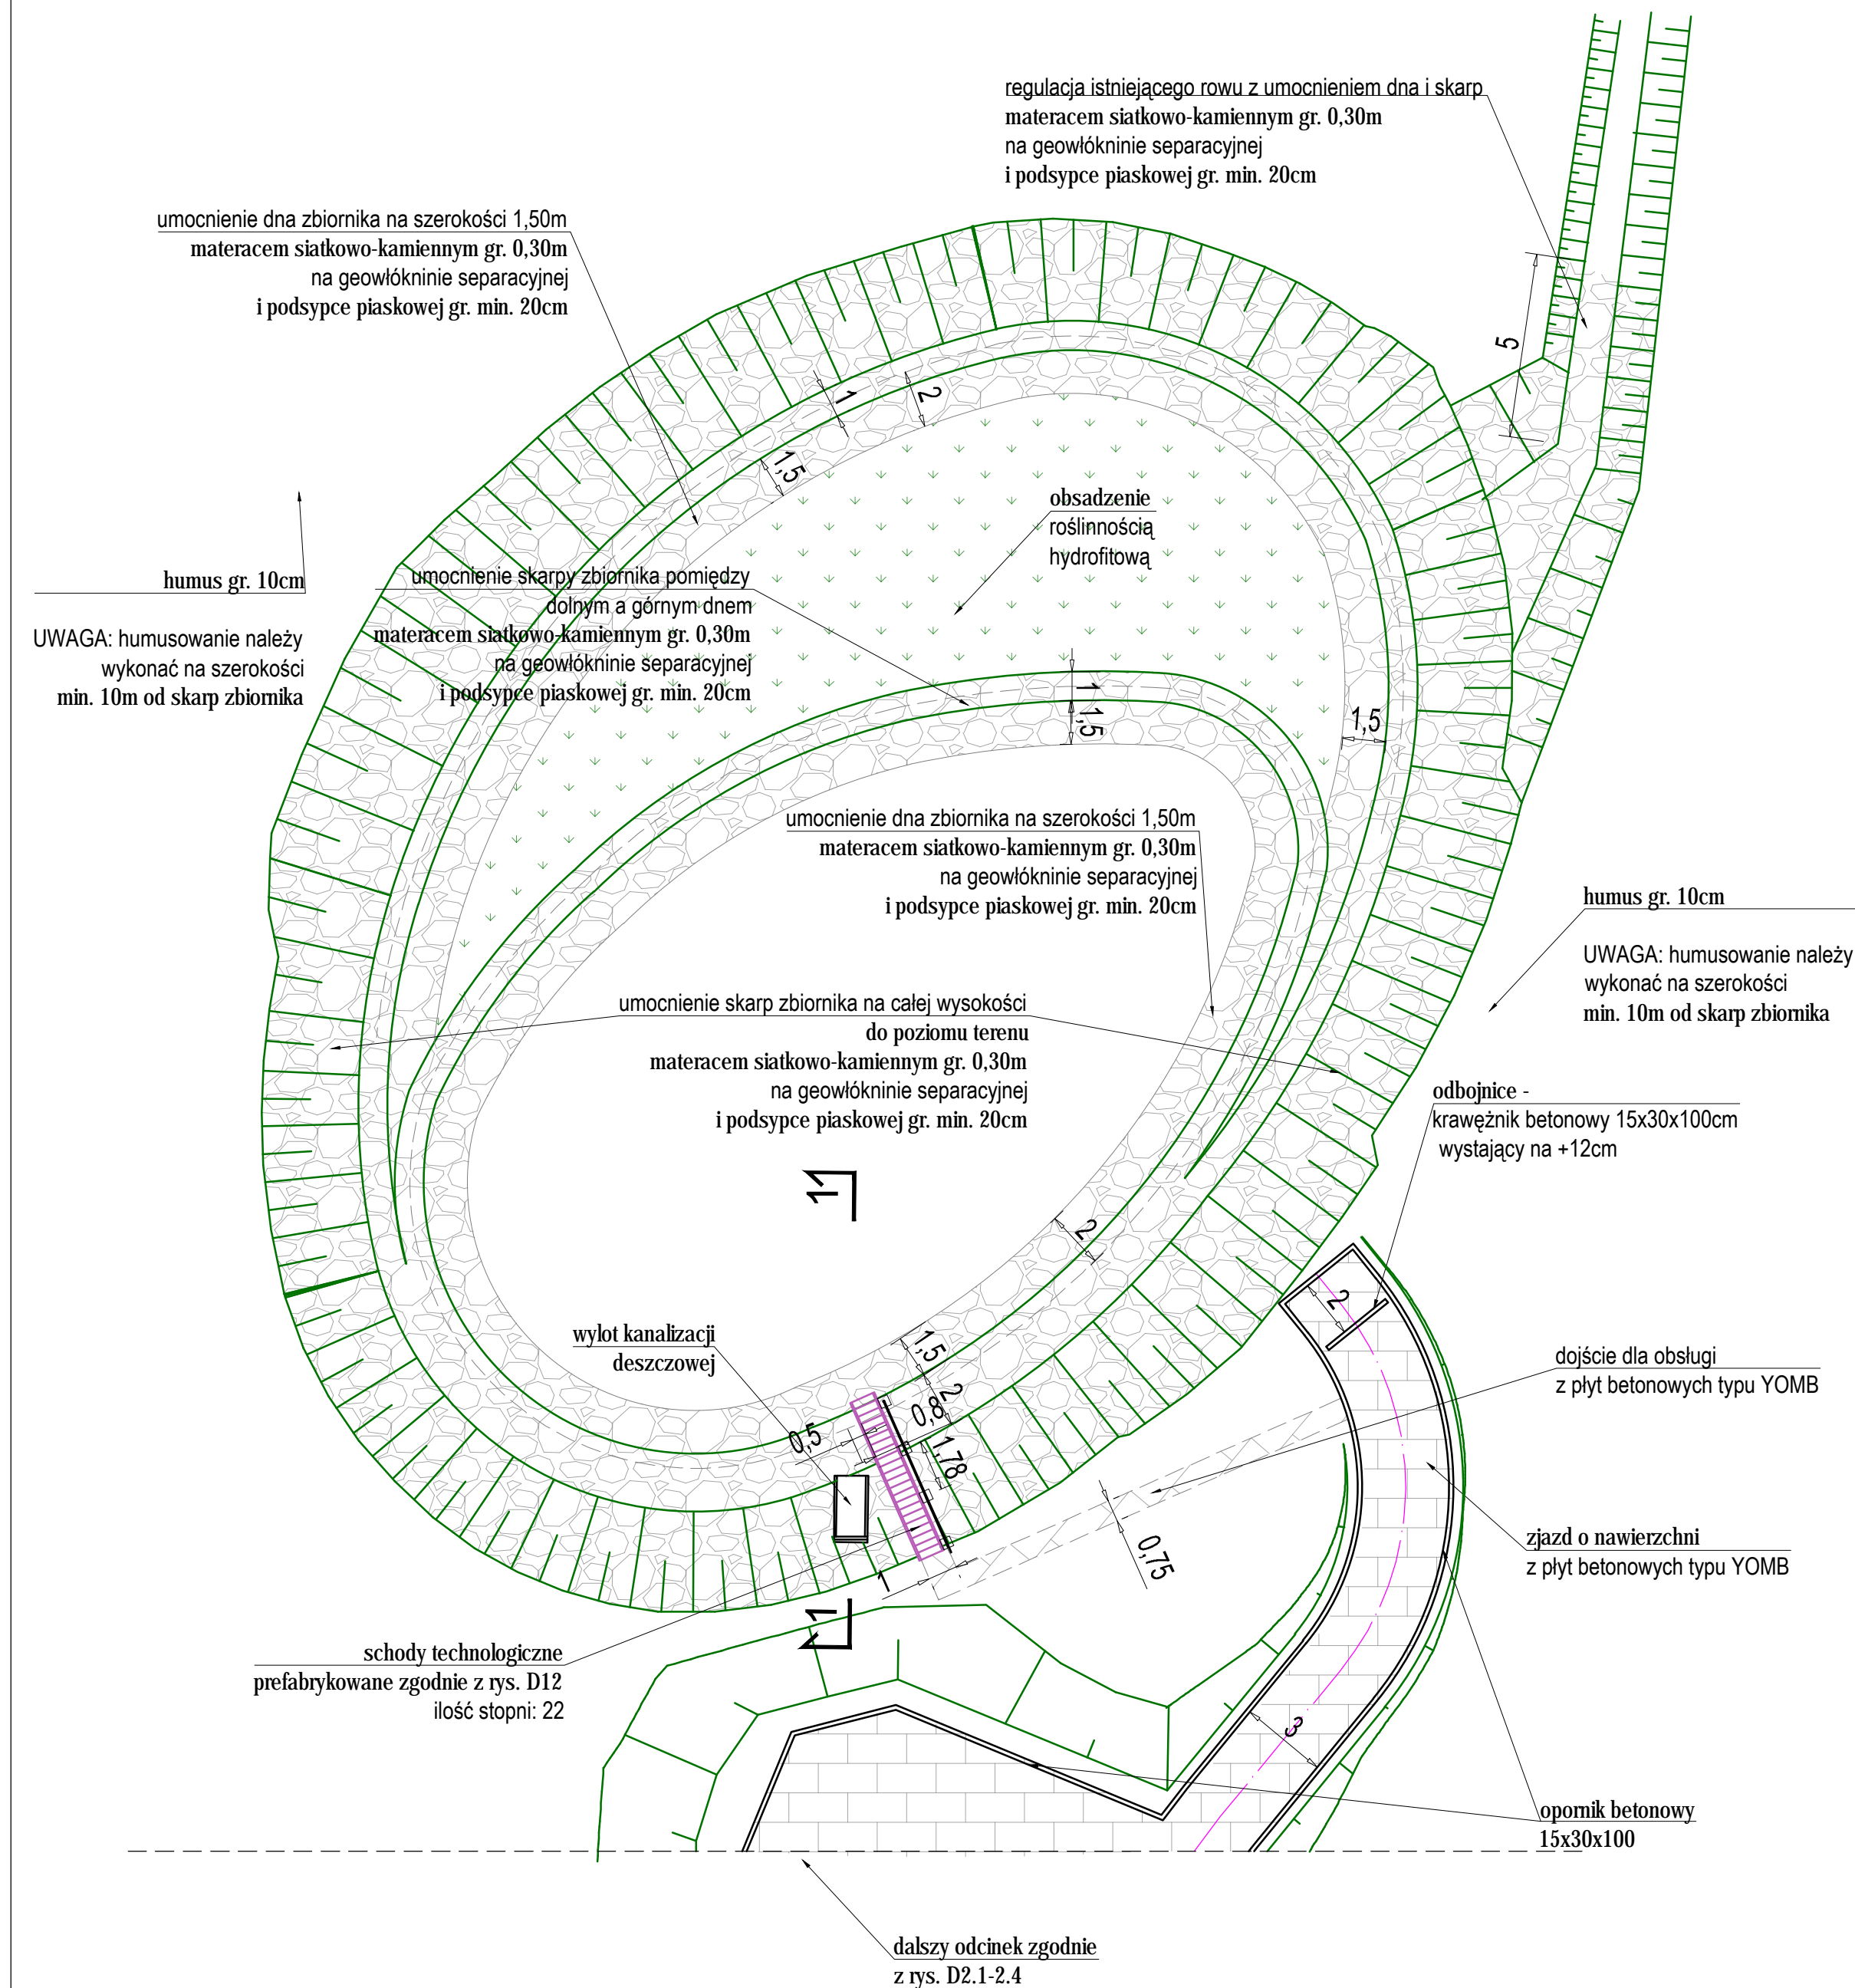 regulacja istniejącego rowu z umocnieniem dna i skarp
materacem siatkowo-kamiennym gr. 0,30m
na geowłókninie separacyjnej
i podsypce piaskowej gr. min. 20cm
umocnienie dna zbiornika na szerokości 1,50m
materacem siatkowo-kamiennym gr. 0,30m
na geowłókninie separacyjnej
i podsypce piaskowej gr. min. 20cm
5
1
2
1,5
obsadzenie
roślinnością
hydrofitową
humus gr. 10cm
UWAGA: humusowanie należy
wykonać na szerokości
min. 10m od skarp zbiornika
umocnienie skarpy zbiornika pomiędzy
dolnym a górnym dnem
materacem siatkowo-kamiennym gr. 0,30m
na geowłókninie separacyjnej
i podsypce piaskowej gr. min. 20cm
1
1,5
1,5
umocnienie dna zbiornika na szerokości 1,50m
materacem siatkowo-kamiennym gr. 0,30m
na geowłókninie separacyjnej
i podsypce piaskowej gr. min. 20cm
humus gr. 10cm
UWAGA: humusowanie należy
wykonać na szerokości
min. 10m od skarp zbiornika
umocnienie skarp zbiornika na całej wysokości
do poziomu terenu
materacem siatkowo-kamiennym gr. 0,30m
na geowłókninie separacyjnej
i podsypce piaskowej gr. min. 20cm
odbojnice -
krawężnik betonowy 15x30x100cm
wystający na +12cm
11
2
2
wylot kanalizacji
deszczowej
1,5
2
0,8
0,5
1,78
dojście dla obsługi
z płyt betonowych typu YOMB
0,75
zjazd o nawierzchni
z płyt betonowych typu YOMB
1
11
schody technologiczne
prefabrykowane zgodnie z rys. D12
ilość stopni: 22
3
opornik betonowy
15x30x100
dalszy odcinek zgodnie
z rys. D2.1-2.4